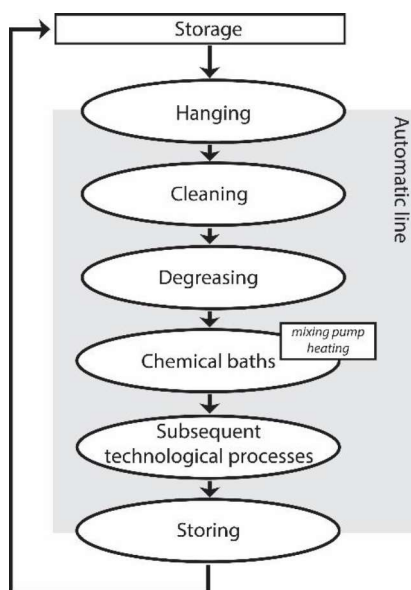 Storage
Hanging
Automatic line
Cleaning
Degreasing
mixing pump
heating
Chemical baths
Subsequent
technological processes
Storing